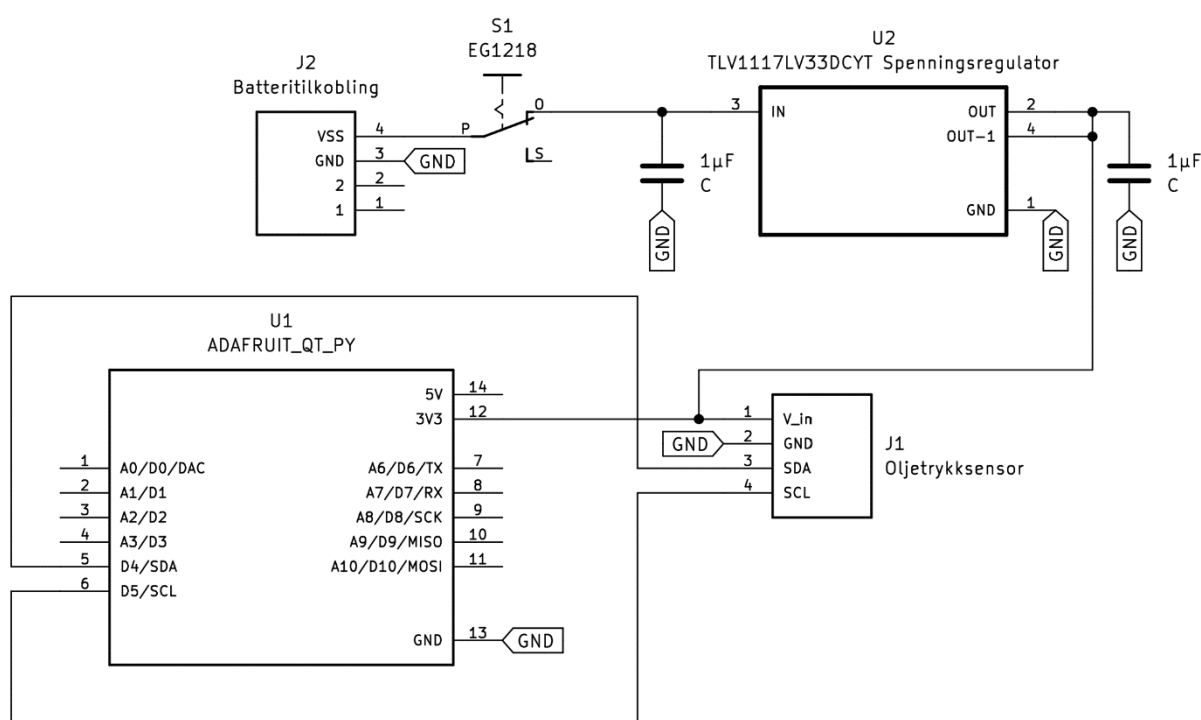 S1
EG1218
J2
Batteritilkobling
U2
TLV1117LV33DCYT Spenningsregulator
VSS 4
GND 3 GND
2 2
1 1
P O
S
1µF
C
GND
3 IN
OUT 2
OUT-1 4
GND 1
GND
1µF
C
GND
U1
ADAFRUIT_QT_PY
5V 14
3V3 12
1 A0/D0/DAC
2 A1/D1
3 A2/D2
4 A3/D3
5 D4/SDA
6 D5/SCL
A6/D6/TX 7
A7/D7/RX 8
A8/D8/SCK 9
A9/D9/MISO 10
A10/D10/MOSI 11
GND 13 GND
1 V_in
GND 2 GND
3 SDA
4 SCL
J1
Oljetrykksensor